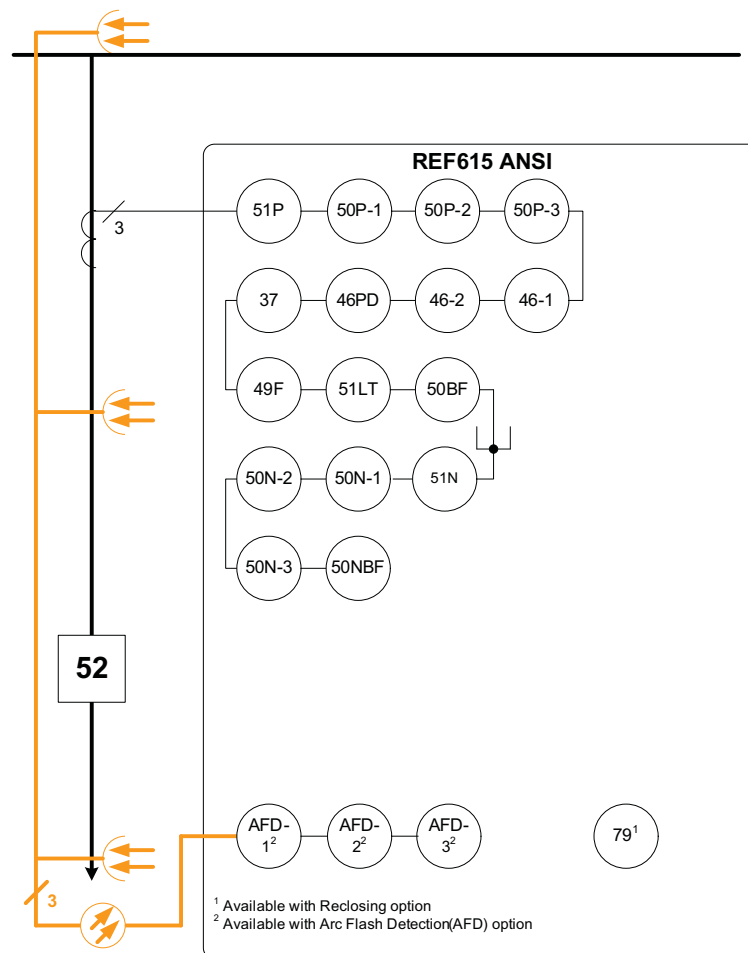 REF615 ANSI
51P 50P-1 50P-2 50P-3
3
37 46PD 46-2 46-1
49F 51LT 50BF
50N-2 50N-1 51N
50N-3 50NBF
52
AFD-1² AFD-2² AFD-3² 79¹
3
¹ Available with Reclosing option
² Available with Arc Flash Detection(AFD) option